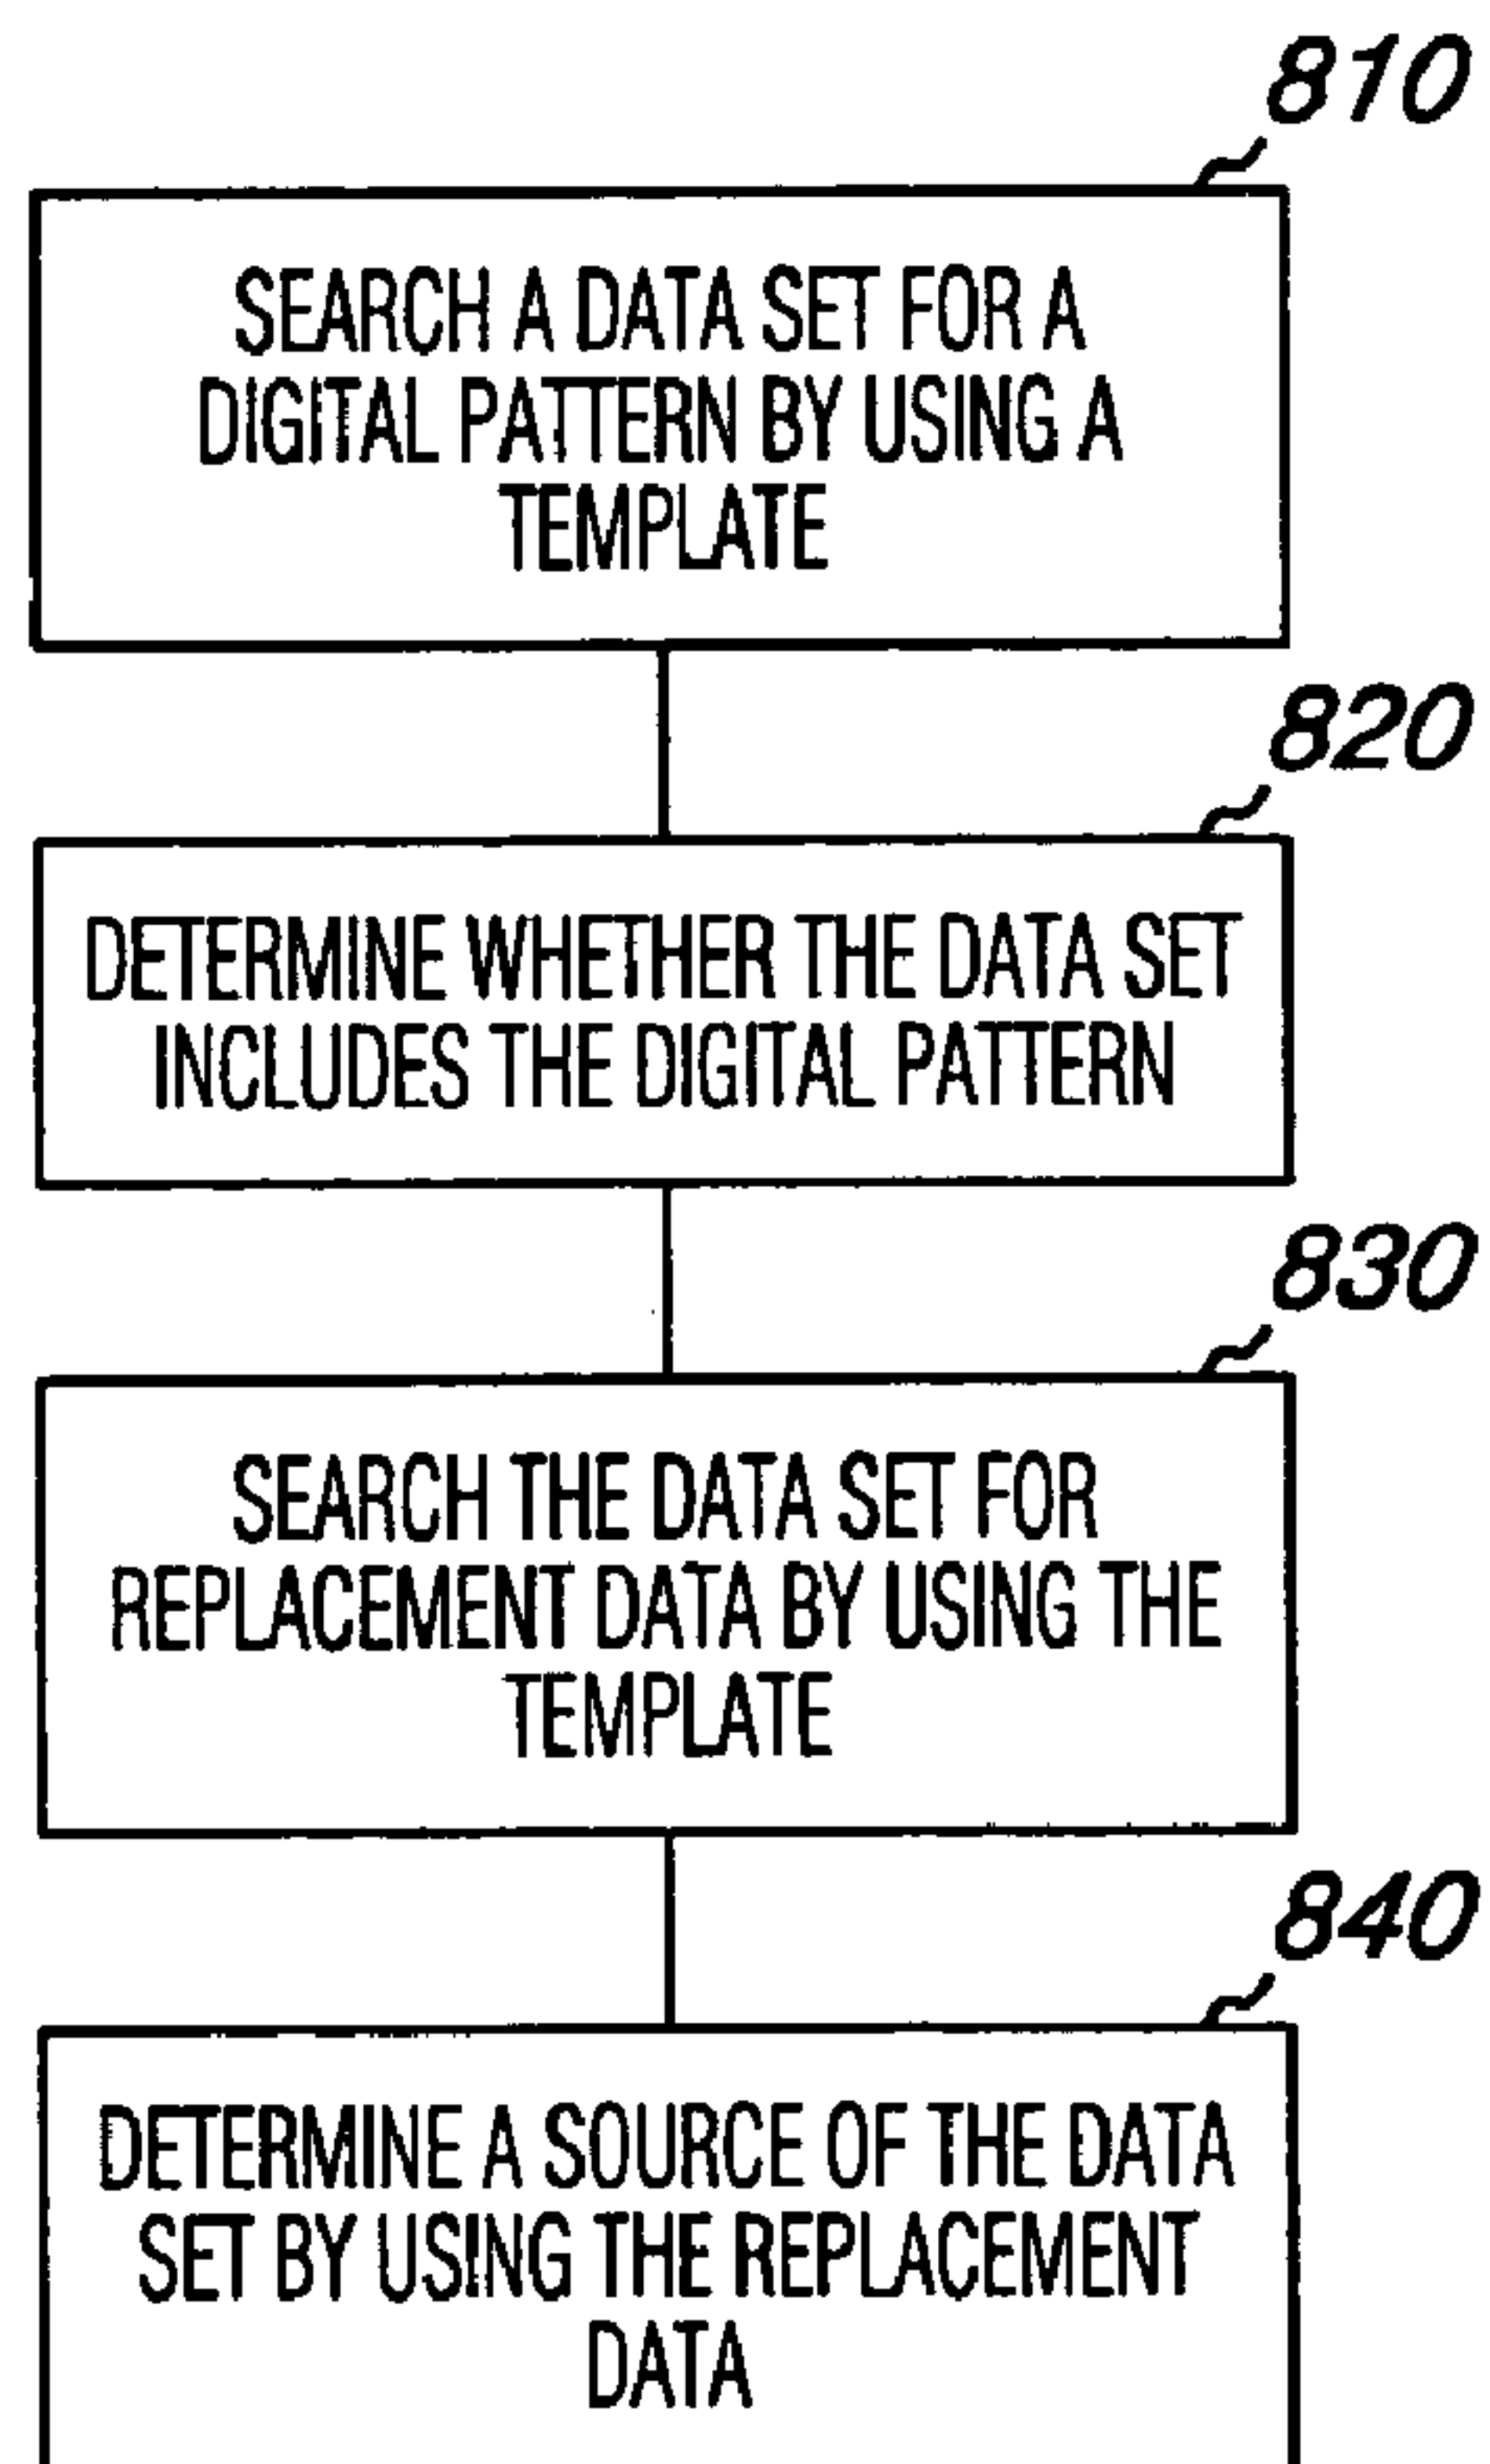 810
SEARCH A DATA SET FOR A
DIGITAL PATTERN BY USING A
TEMPLATE
820
DETERMINE WHETHER THE DATA SET
INCLUDES THE DIGITAL PATTERN
830
SEARCH THE DATA SET FOR
REPLACEMENT DATA BY USING THE
TEMPLATE
840
DETERMINE A SOURCE OF THE DATA
SET BY USING THE REPLACEMENT
DATA